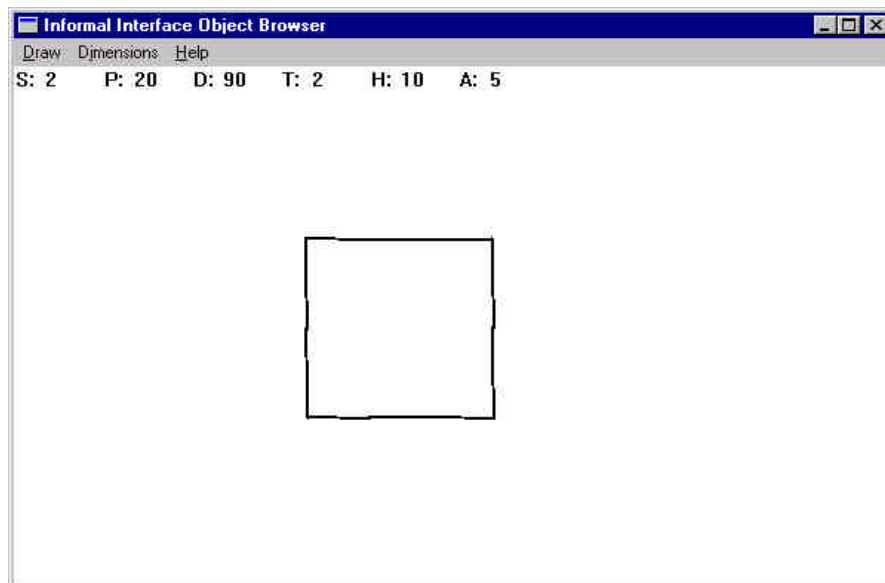 Informal Interface Object Browser
Draw Dimensions Help
S: 2 P: 20 D: 90 T: 2 H: 10 A: 5